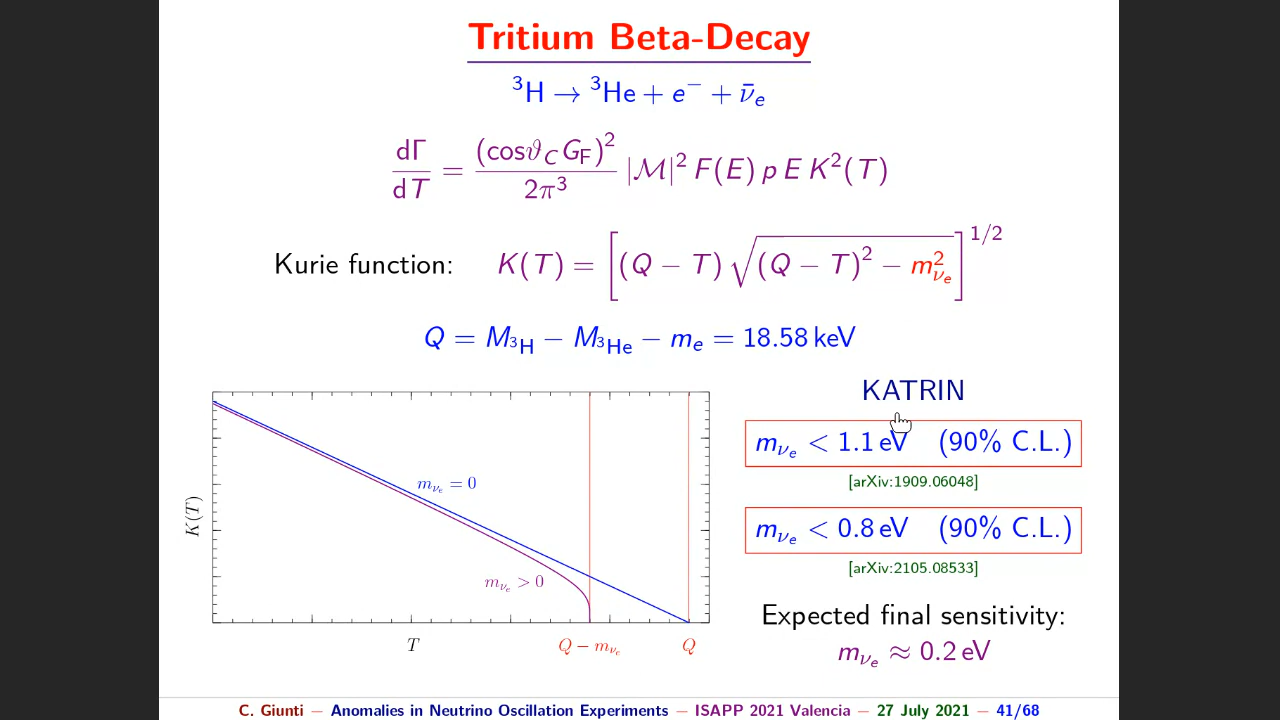 Tritium Beta-Decay
³H → ³He + e⁻ + ν̄ₑ
dΓ/dT = (cosϑ_C G_F)²/2π³ |ℳ|² F(E) p E K²(T)
Kurie function: K(T) = [(Q − T) √((Q − T)² − m²_νₑ)]^1/2
Q = M_³H − M_³He − mₑ = 18.58 keV
KATRIN
m_νₑ < 1.1 eV (90% C.L.)
[arXiv:1909.06048]
m_νₑ < 0.8 eV (90% C.L.)
[arXiv:2105.08533]
Expected final sensitivity:
m_νₑ ≈ 0.2 eV
K(T)
m_νₑ = 0
m_νₑ > 0
T
Q − m_νₑ
Q
C. Giunti − Anomalies in Neutrino Oscillation Experiments − ISAPP 2021 Valencia − 27 July 2021 − 41/68